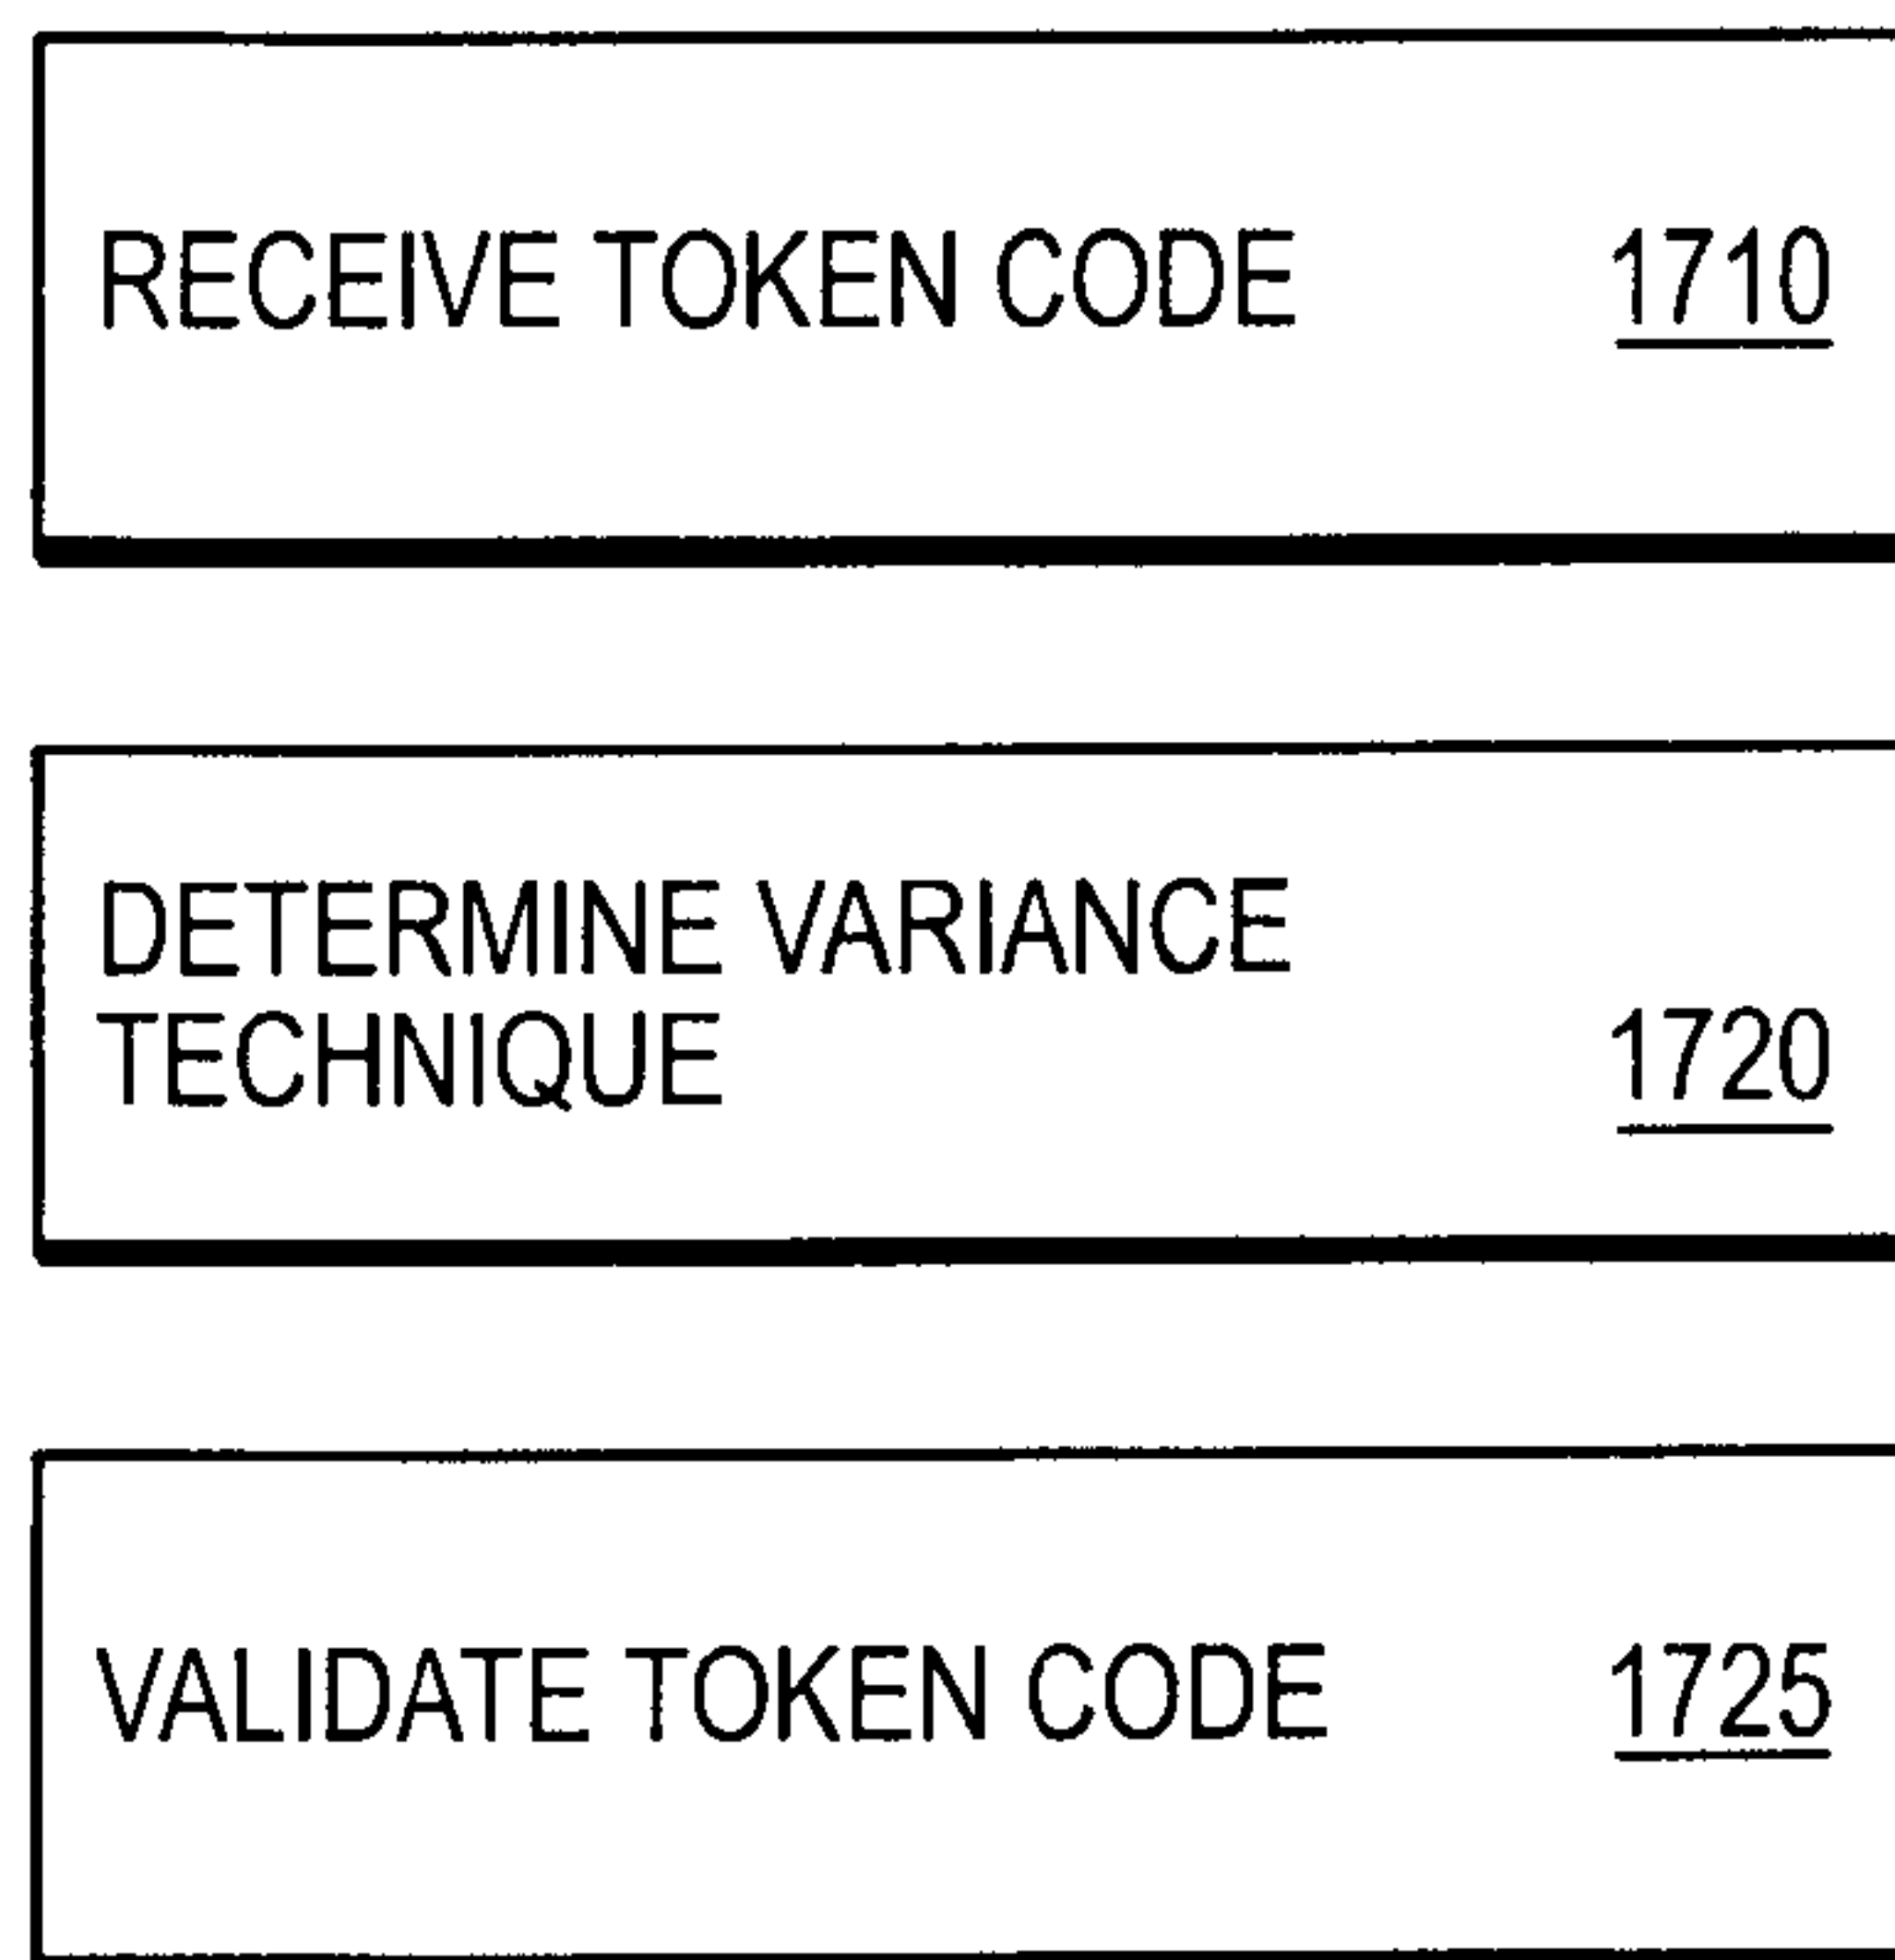 RECEIVE TOKEN CODE 1710
DETERMINE VARIANCE
TECHNIQUE 1720
VALIDATE TOKEN CODE 1725